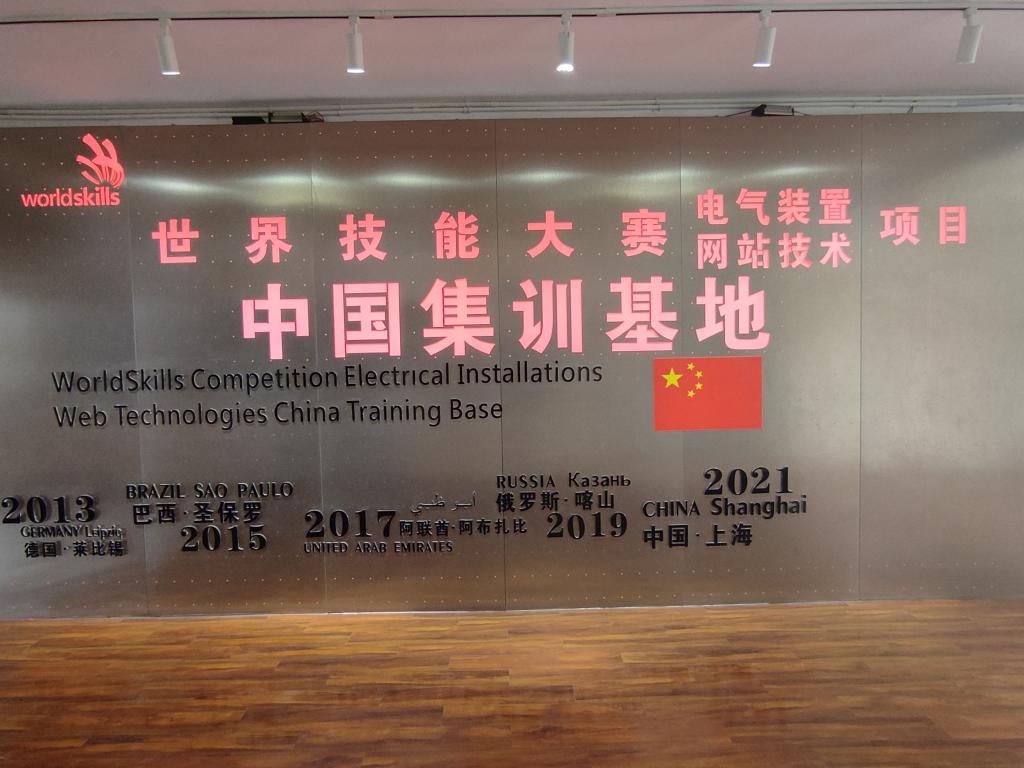 worldskills
世界技能大赛 电气装置 项目
网站技术
中国集训基地
WorldSkills Competition Electrical Installations
Web Technologies China Training Base
2013
GERMANY Leipzig
德国·莱比锡
BRAZIL SAO PAULO
巴西·圣保罗
2015
2017
أبو ظبي
阿联酋·阿布扎比
UNITED ARAB EMIRATES
RUSSIA Казань
俄罗斯·喀山
2019
2021
CHINA Shanghai
中国·上海